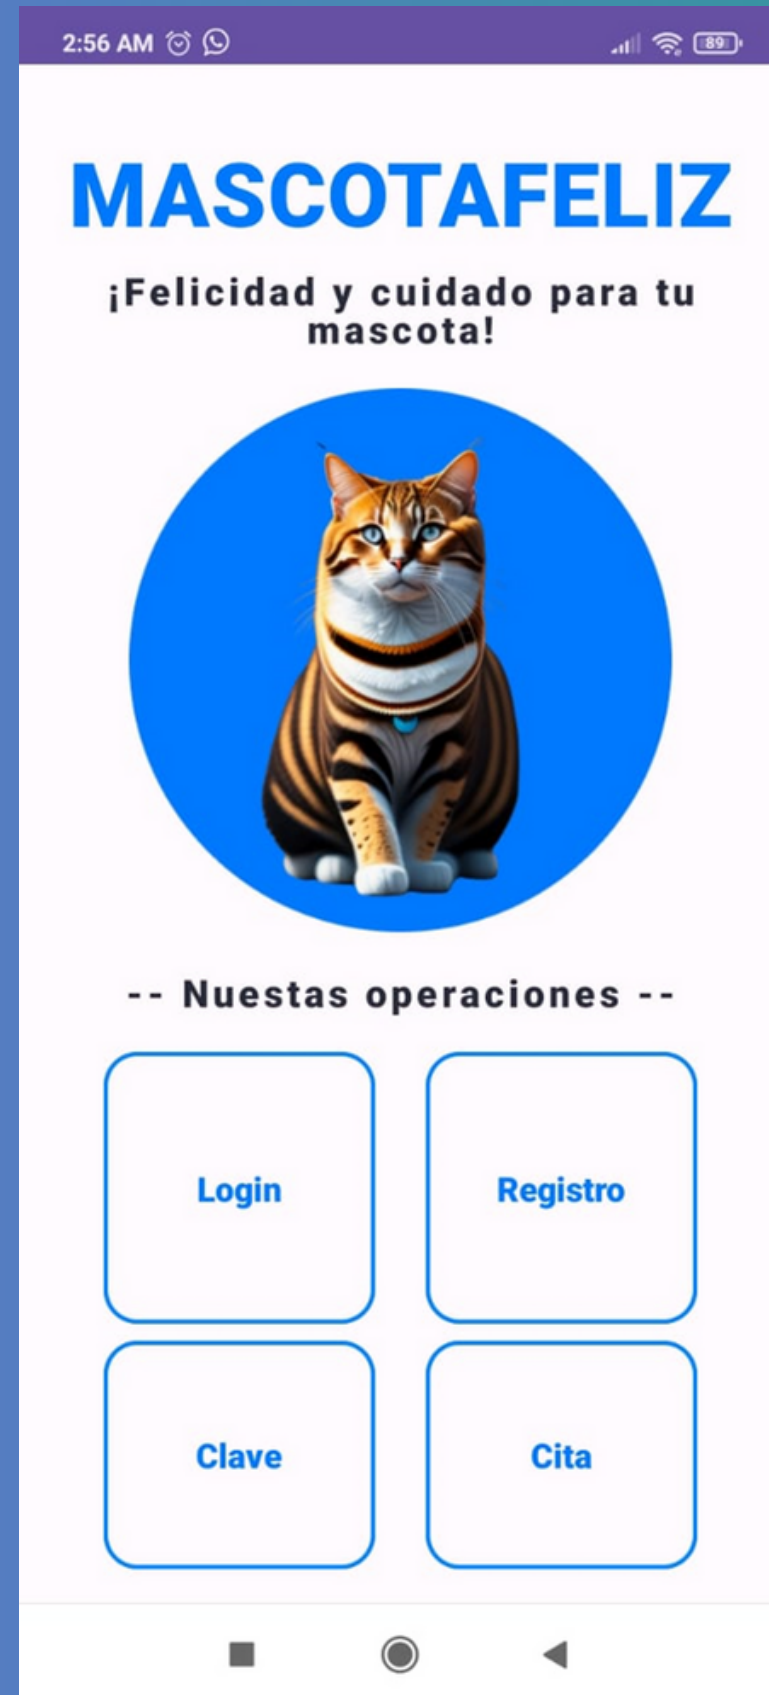 2:56 AM
89
MASCOTAFELIZ
¡Felicidad y cuidado para tu
mascota!
-- Nuestas operaciones --
Login
Registro
Clave
Cita